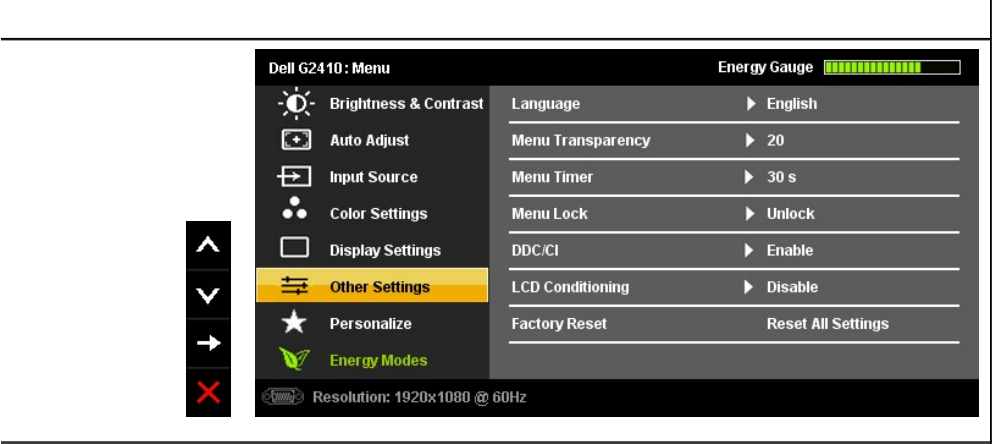 Dell G2410 : Menu Energy Gauge
Brightness & Contrast Language English
Auto Adjust Menu Transparency 20
Input Source Menu Timer 30 s
Color Settings Menu Lock Unlock
Display Settings DDC/CI Enable
Other Settings LCD Conditioning Disable
Personalize Factory Reset Reset All Settings
Energy Modes
Resolution: 1920x1080 @ 60Hz